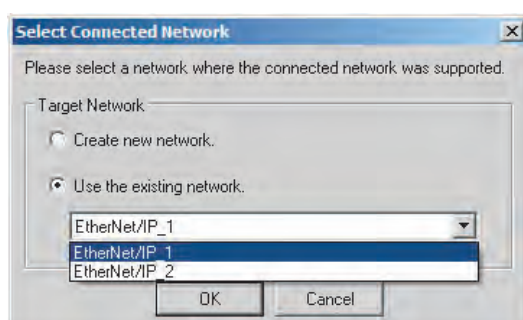 Select Connected Network
Please select a network where the connected network was supported.
Target Network
Create new network.
Use the existing network.
EtherNet/IP_1
EtherNet/IP_1
EtherNet/IP_2
OK Cancel